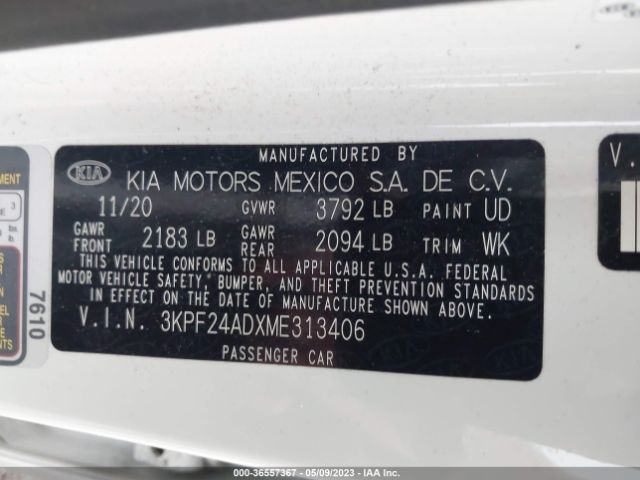 MANUFACTURED BY
KIA KIA MOTORS MEXICO S.A. DE C.V.
11/20 GVWR 3792 LB PAINT UD
GAWR FRONT 2183 LB GAWR REAR 2094 LB TRIM WK
THIS VEHICLE CONFORMS TO ALL APPLICABLE U.S.A. FEDERAL
MOTOR VEHICLE SAFETY, BUMPER, AND THEFT PREVENTION STANDARDS
IN EFFECT ON THE DATE OF MANUFACTURE SHOWN ABOVE.
V.I.N. 3KPF24ADXME313406
PASSENGER CAR
7610
3
lbs.
V.I
000-36557367 - 05/09/2023 - IAA Inc.